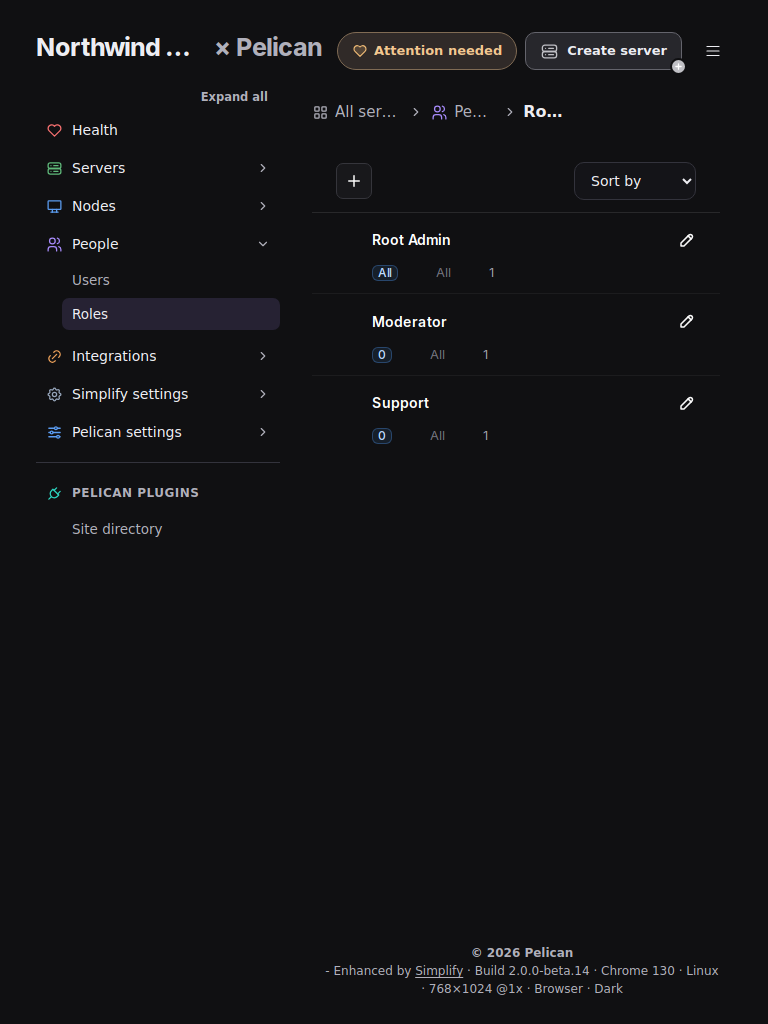 Northwind ... × Pelican
Attention needed
Create server
Expand all
Health
Servers
Nodes
People
Users
Roles
Integrations
Simplify settings
Pelican settings
PELICAN PLUGINS
Site directory
All ser... > Pe... > Ro...
Sort by
Root Admin
All All 1
Moderator
0 All 1
Support
0 All 1
© 2026 Pelican
- Enhanced by Simplify · Build 2.0.0-beta.14 · Chrome 130 · Linux
· 768×1024 @1x · Browser · Dark